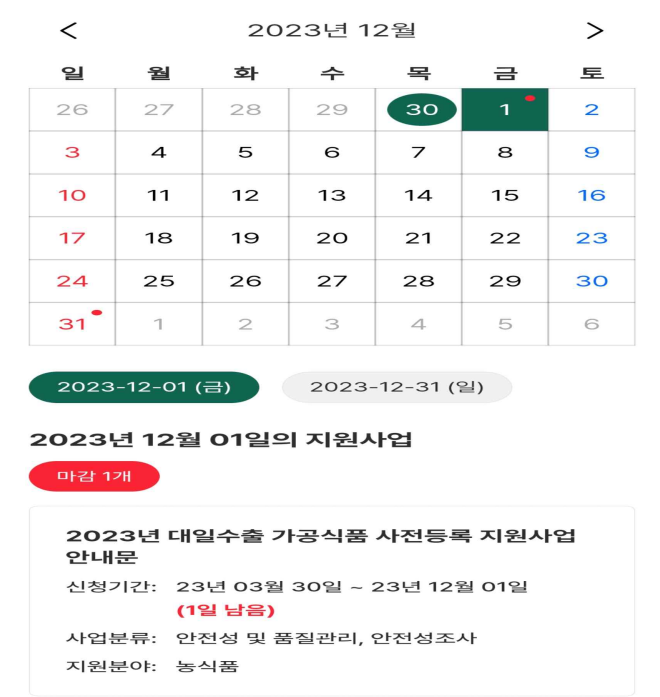 < 2023년 12월 >
일 월 화 수 목 금 토
26 27 28 29 30 1 2
3 4 5 6 7 8 9
10 11 12 13 14 15 16
17 18 19 20 21 22 23
24 25 26 27 28 29 30
31 1 2 3 4 5 6
2023-12-01 (금) 2023-12-31 (일)
2023년 12월 01일의 지원사업
마감 1개
2023년 대일수출 가공식품 사전등록 지원사업
안내문
신청기간: 23년 03월 30일 ~ 23년 12월 01일
(1일 남음)
사업분류: 안전성 및 품질관리, 안전성조사
지원분야: 농식품